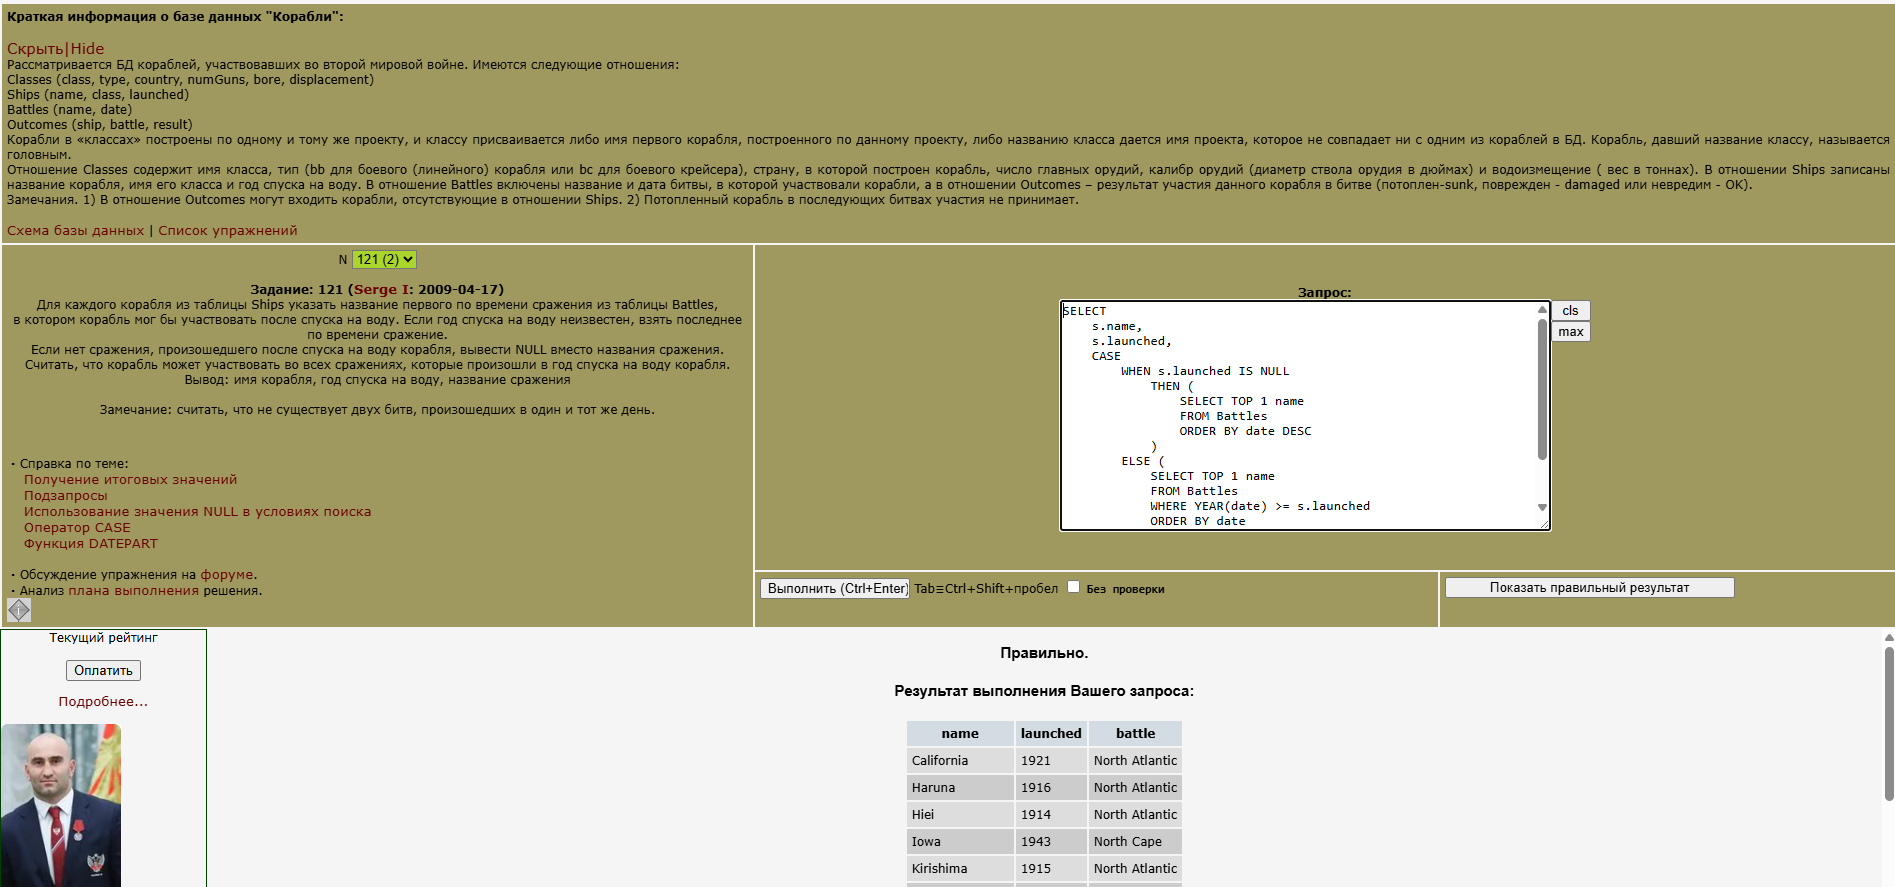 Краткая информация о базе данных "Корабли":
Скрыть|Hide
Рассматривается БД кораблей, участвовавших во второй мировой войне. Имеются следующие отношения:
Classes (class, type, country, numGuns, bore, displacement)
Ships (name, class, launched)
Battles (name, date)
Outcomes (ship, battle, result)
Корабли в «классах» построены по одному и тому же проекту, и классу присваивается либо имя первого корабля, построенного по данному проекту, либо названию класса дается имя проекта, которое не совпадает ни с одним из кораблей в БД. Корабль, давший название классу, называется
головным.
Отношение Classes содержит имя класса, тип (bb для боевого (линейного) корабля или bc для боевого крейсера), страну, в которой построен корабль, число главных орудий, калибр орудий (диаметр ствола орудия в дюймах) и водоизмещение ( вес в тоннах). В отношении Ships записаны
название корабля, имя его класса и год спуска на воду. В отношение Battles включены название и дата битвы, в которой участвовали корабли, а в отношении Outcomes – результат участия данного корабля в битве (потоплен-sunk, поврежден - damaged или невредим - OK).
Замечания. 1) В отношение Outcomes могут входить корабли, отсутствующие в отношении Ships. 2) Потопленный корабль в последующих битвах участия не принимает.
Схема базы данных | Список упражнений
N 121 (2)
Задание: 121 (Serge I: 2009-04-17)
Для каждого корабля из таблицы Ships указать название первого по времени сражения из таблицы Battles,
в котором корабль мог бы участвовать после спуска на воду. Если год спуска на воду неизвестен, взять последнее
по времени сражение.
Если нет сражения, произошедшего после спуска на воду корабля, вывести NULL вместо названия сражения.
Считать, что корабль может участвовать во всех сражениях, которые произошли в год спуска на воду корабля.
Вывод: имя корабля, год спуска на воду, название сражения
Замечание: считать, что не существует двух битв, произошедших в один и тот же день.
· Справка по теме:
Получение итоговых значений
Подзапросы
Использование значения NULL в условиях поиска
Оператор CASE
Функция DATEPART
· Обсуждение упражнения на форуме.
· Анализ плана выполнения решения.
i
Запрос:
SELECT
s.name,
s.launched,
CASE
WHEN s.launched IS NULL
THEN (
SELECT TOP 1 name
FROM Battles
ORDER BY date DESC
)
ELSE (
SELECT TOP 1 name
FROM Battles
WHERE YEAR(date) >= s.launched
ORDER BY date
cls
max
Выполнить (Ctrl+Enter) Tab≡Ctrl+Shift+пробел Без проверки
Показать правильный результат
Текущий рейтинг
Оплатить
Подробнее...
Правильно.
Результат выполнения Вашего запроса:
name launched battle
California 1921 North Atlantic
Haruna 1916 North Atlantic
Hiei 1914 North Atlantic
Iowa 1943 North Cape
Kirishima 1915 North Atlantic